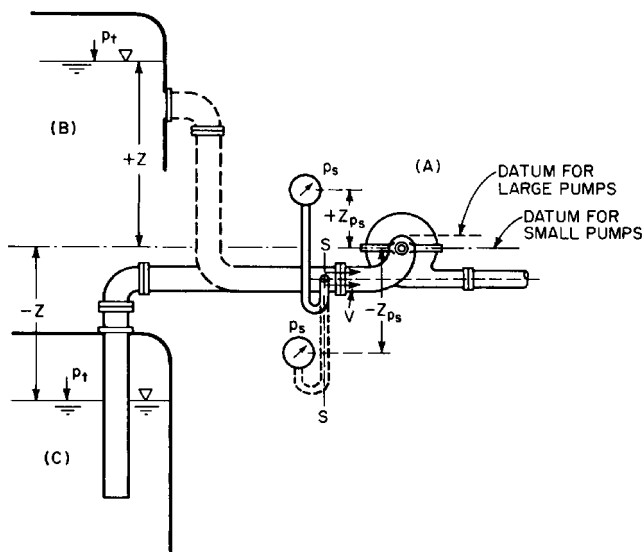 pt
(B)
+Z
ps
(A)
DATUM FOR
LARGE PUMPS
+Zps
DATUM FOR
SMALL PUMPS
S
-Z
V
-Zps
ps
pt
S
(C)